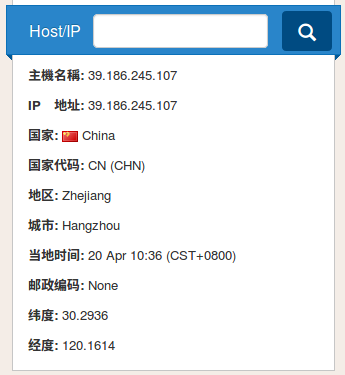 Host/IP
主機名稱: 39.186.245.107
IP 地址: 39.186.245.107
国家: China
国家代码: CN (CHN)
地区: Zhejiang
城市: Hangzhou
当地时间: 20 Apr 10:36 (CST+0800)
邮政编码: None
纬度: 30.2936
经度: 120.1614